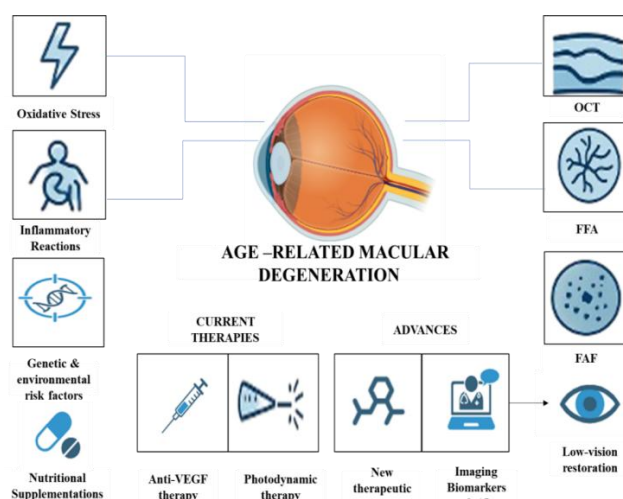 Oxidative Stress
OCT
Inflammatory
Reactions
FFA
AGE –RELATED MACULAR
DEGENERATION
CURRENT
THERAPIES
ADVANCES
FAF
Genetic &
environmental
risk factors
Nutritional
Supplementations
Anti-VEGF
therapy
Photodynamic
therapy
New
therapeutic
Imaging
Biomarkers
Low-vision
restoration